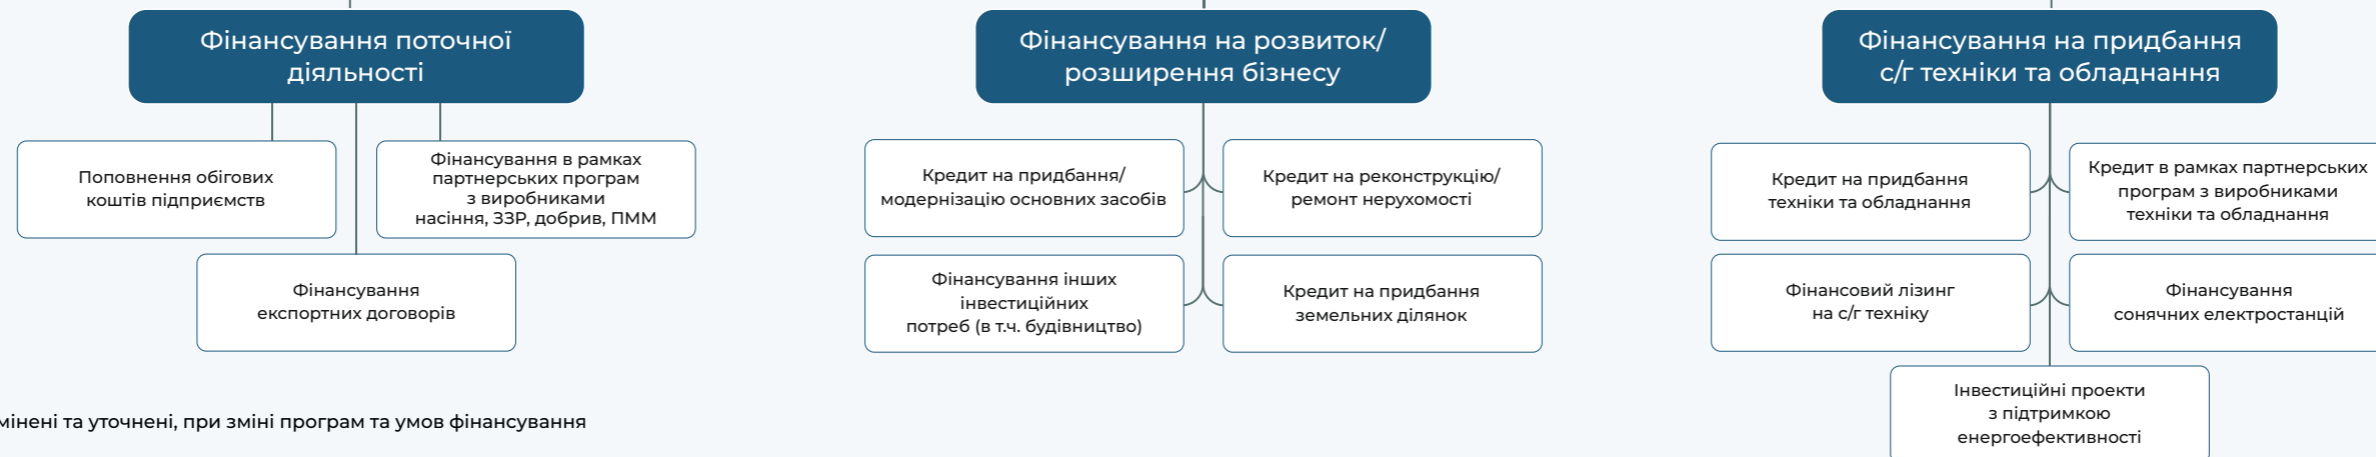 Фінансування поточної
діяльності
Поповнення обігових
коштів підприємств
Фінансування в рамках
партнерських програм
з виробниками
насіння, ЗЗР, добрив, ПММ
Фінансування
експортних договорів
Фінансування на розвиток/
розширення бізнесу
Кредит на придбання/
модернізацію основних засобів
Кредит на реконструкцію/
ремонт нерухомості
Фінансування інших
інвестиційних
потреб (в т.ч. будівництво)
Кредит на придбання
земельних ділянок
Фінансування на придбання
с/г техніки та обладнання
Кредит на придбання
техніки та обладнання
Кредит в рамках партнерських
програм з виробниками
техніки та обладнання
Фінансовий лізинг
на с/г техніку
Фінансування
сонячних електростанцій
Інвестиційні проекти
з підтримкою
енергоефективності
та уточнені, при зміні програм та умов фінансування